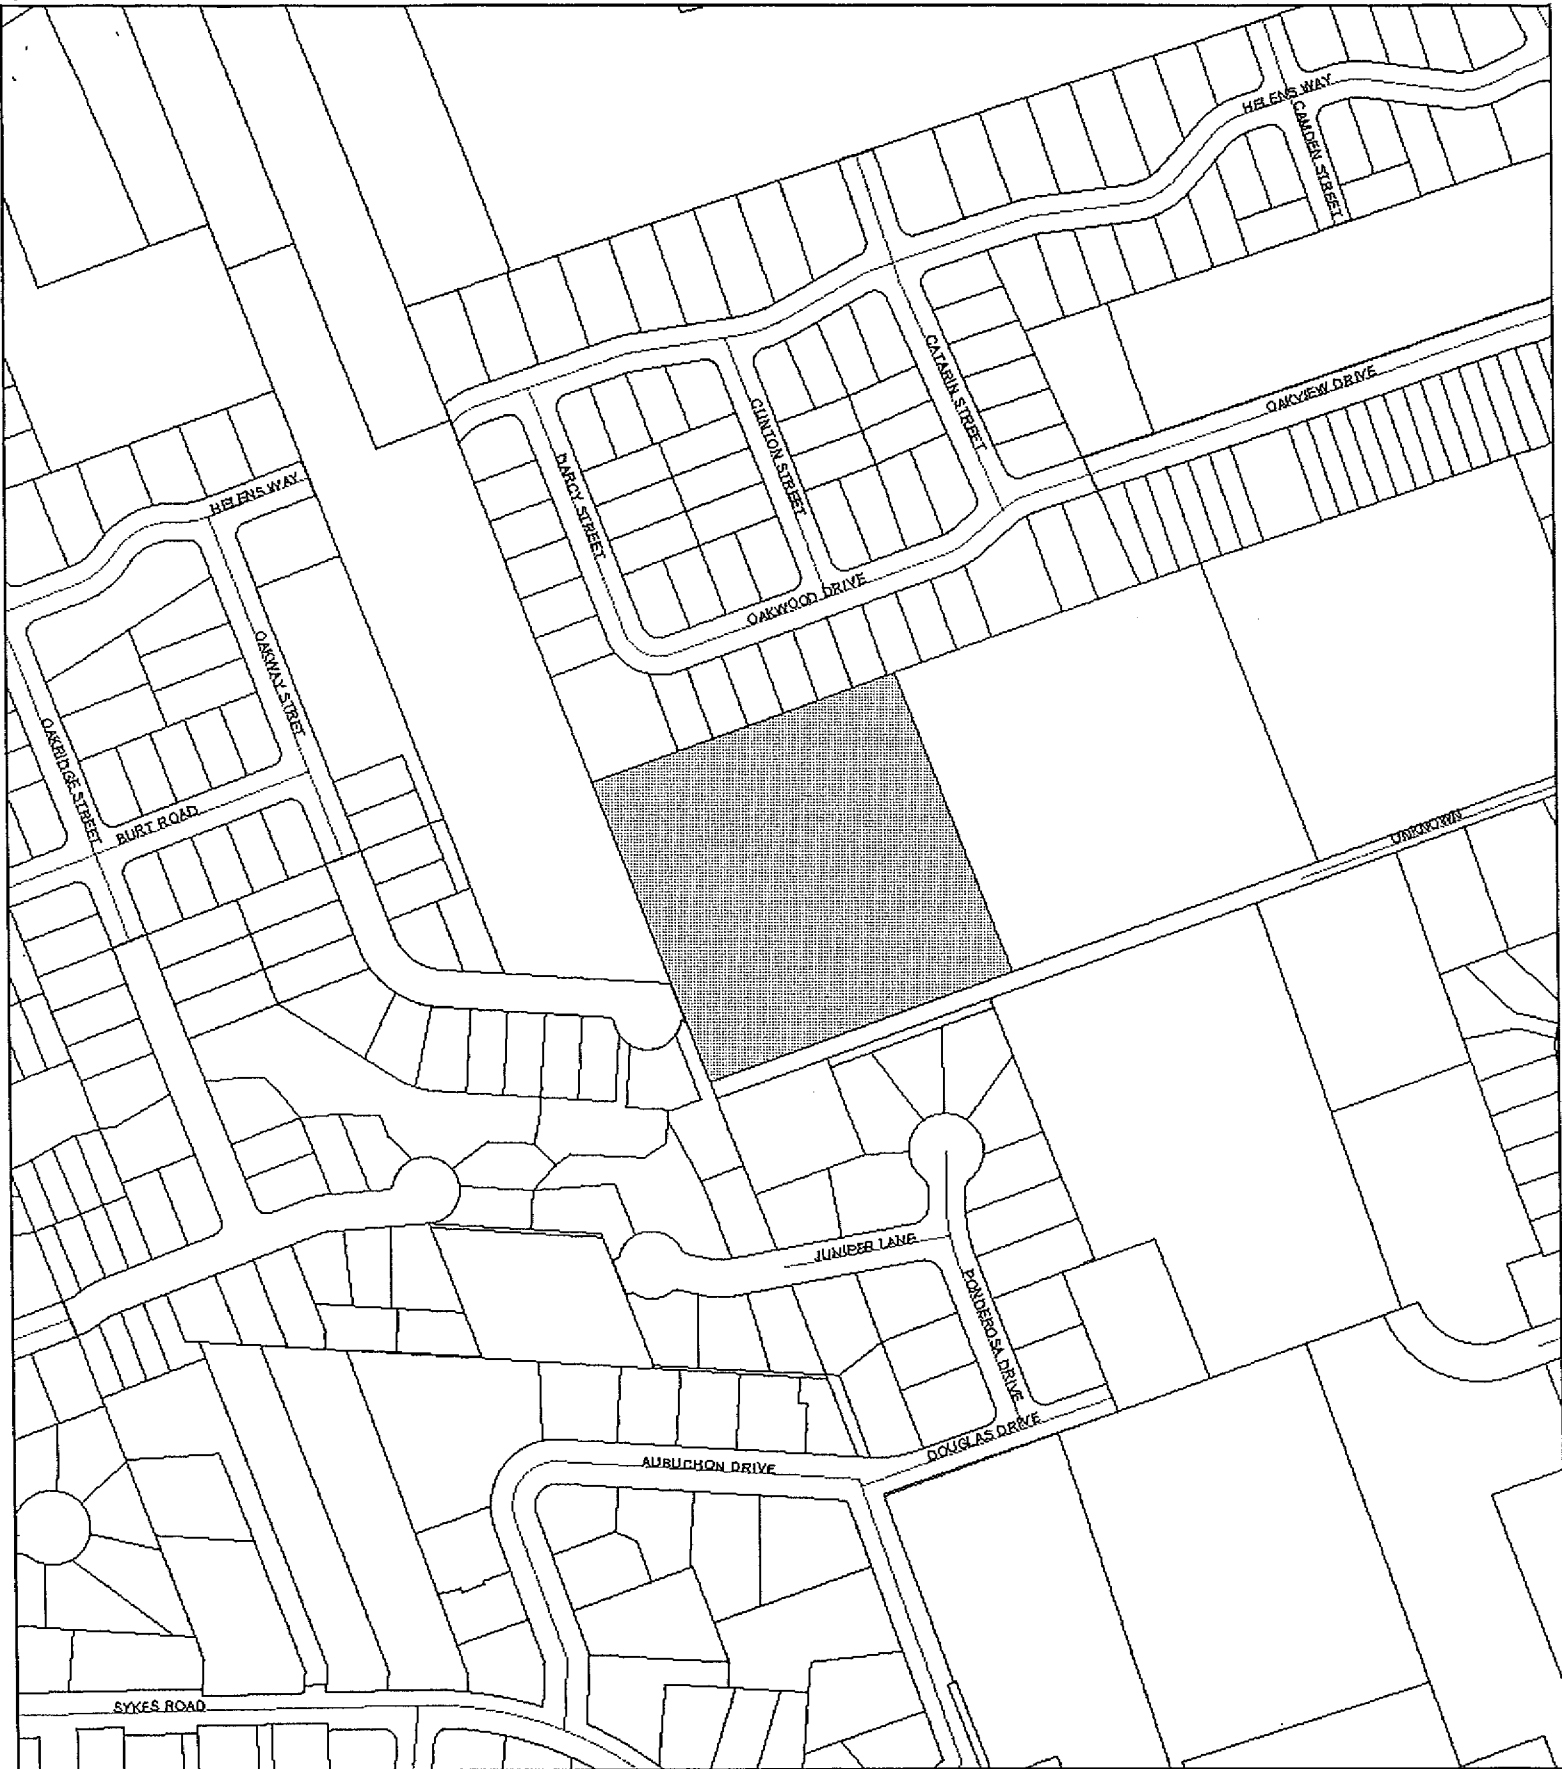 HELENS WAY
CAMDEN STREET
CATARIN STREET
OAKVIEW DRIVE
CLINTON STREET
DARCY STREET
HELENS WAY
OAKWOOD DRIVE
OAKWAY STRET
OAKRIDGE STREET
BURT ROAD
UNKNOWN
JUNIPER LANE
PONDEROSA DRIVE
DOUGLAS DRIVE
AUBUCHON DRIVE
SYKES ROAD